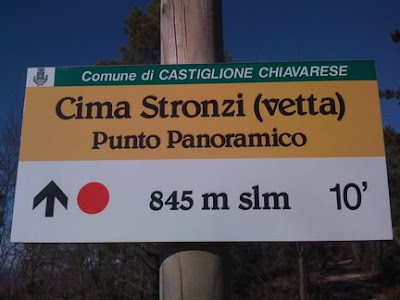 Comune di CASTIGLIONE CHIAVARESE
Cima Stronzi (vetta)
Punto Panoramico
845 m slm 10'